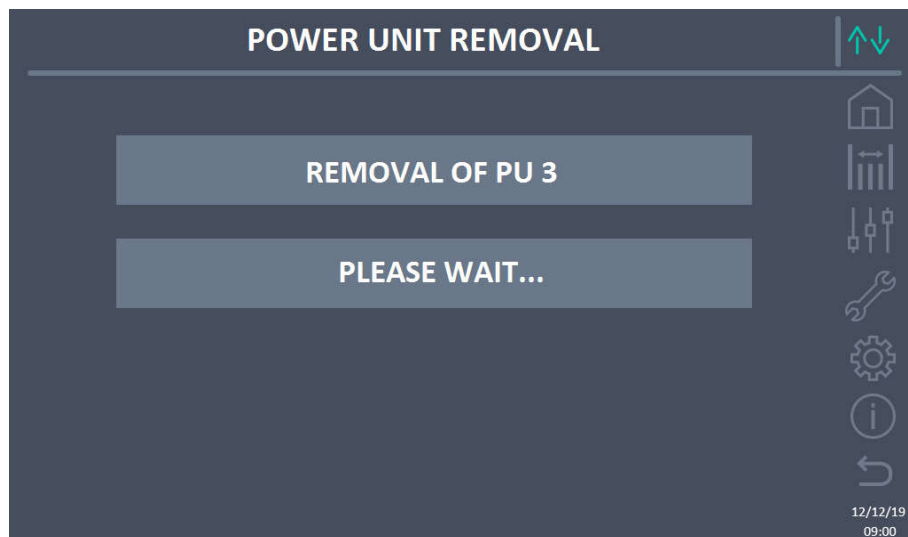 POWER UNIT REMOVAL
REMOVAL OF PU 3
PLEASE WAIT...
12/12/19
09:00